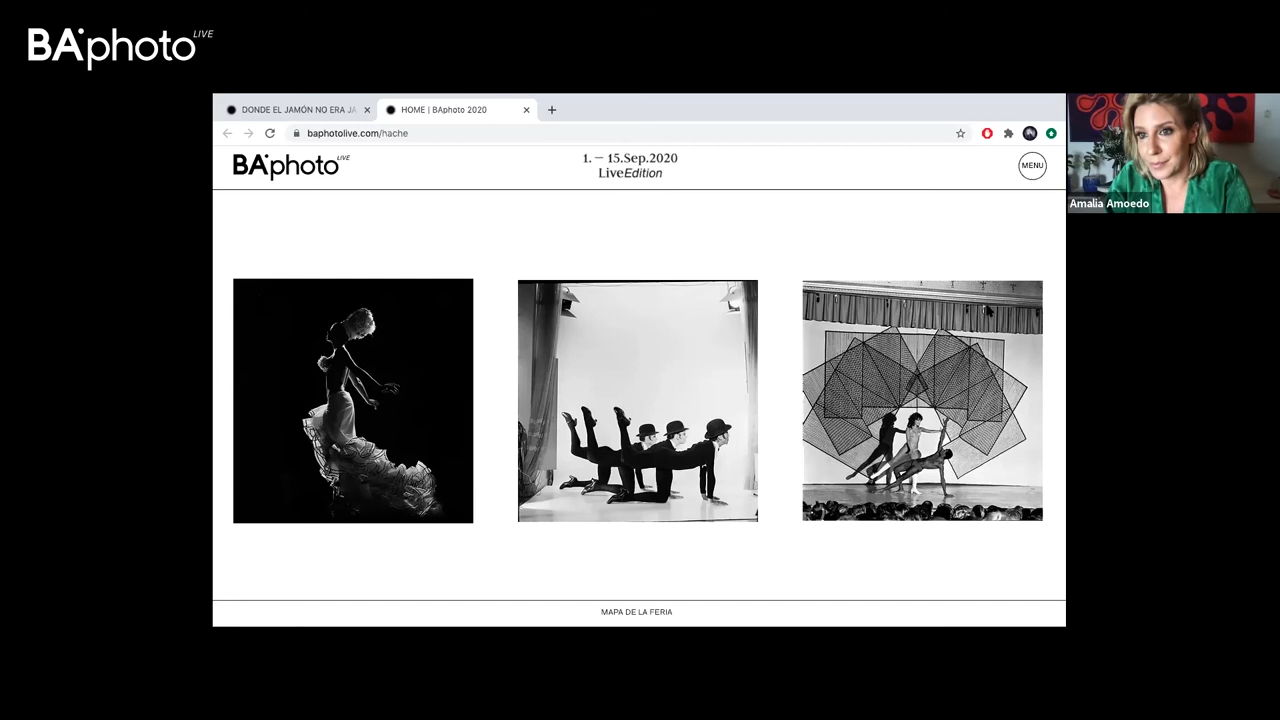 BAphoto LIVE
DONDE EL JAMÓN NO ERA JA
HOME | BAphoto 2020
baphotolive.com/hache
BAphoto LIVE
1. — 15.Sep.2020
LiveEdition
MENU
Amalia Amoedo
MAPA DE LA FERIA